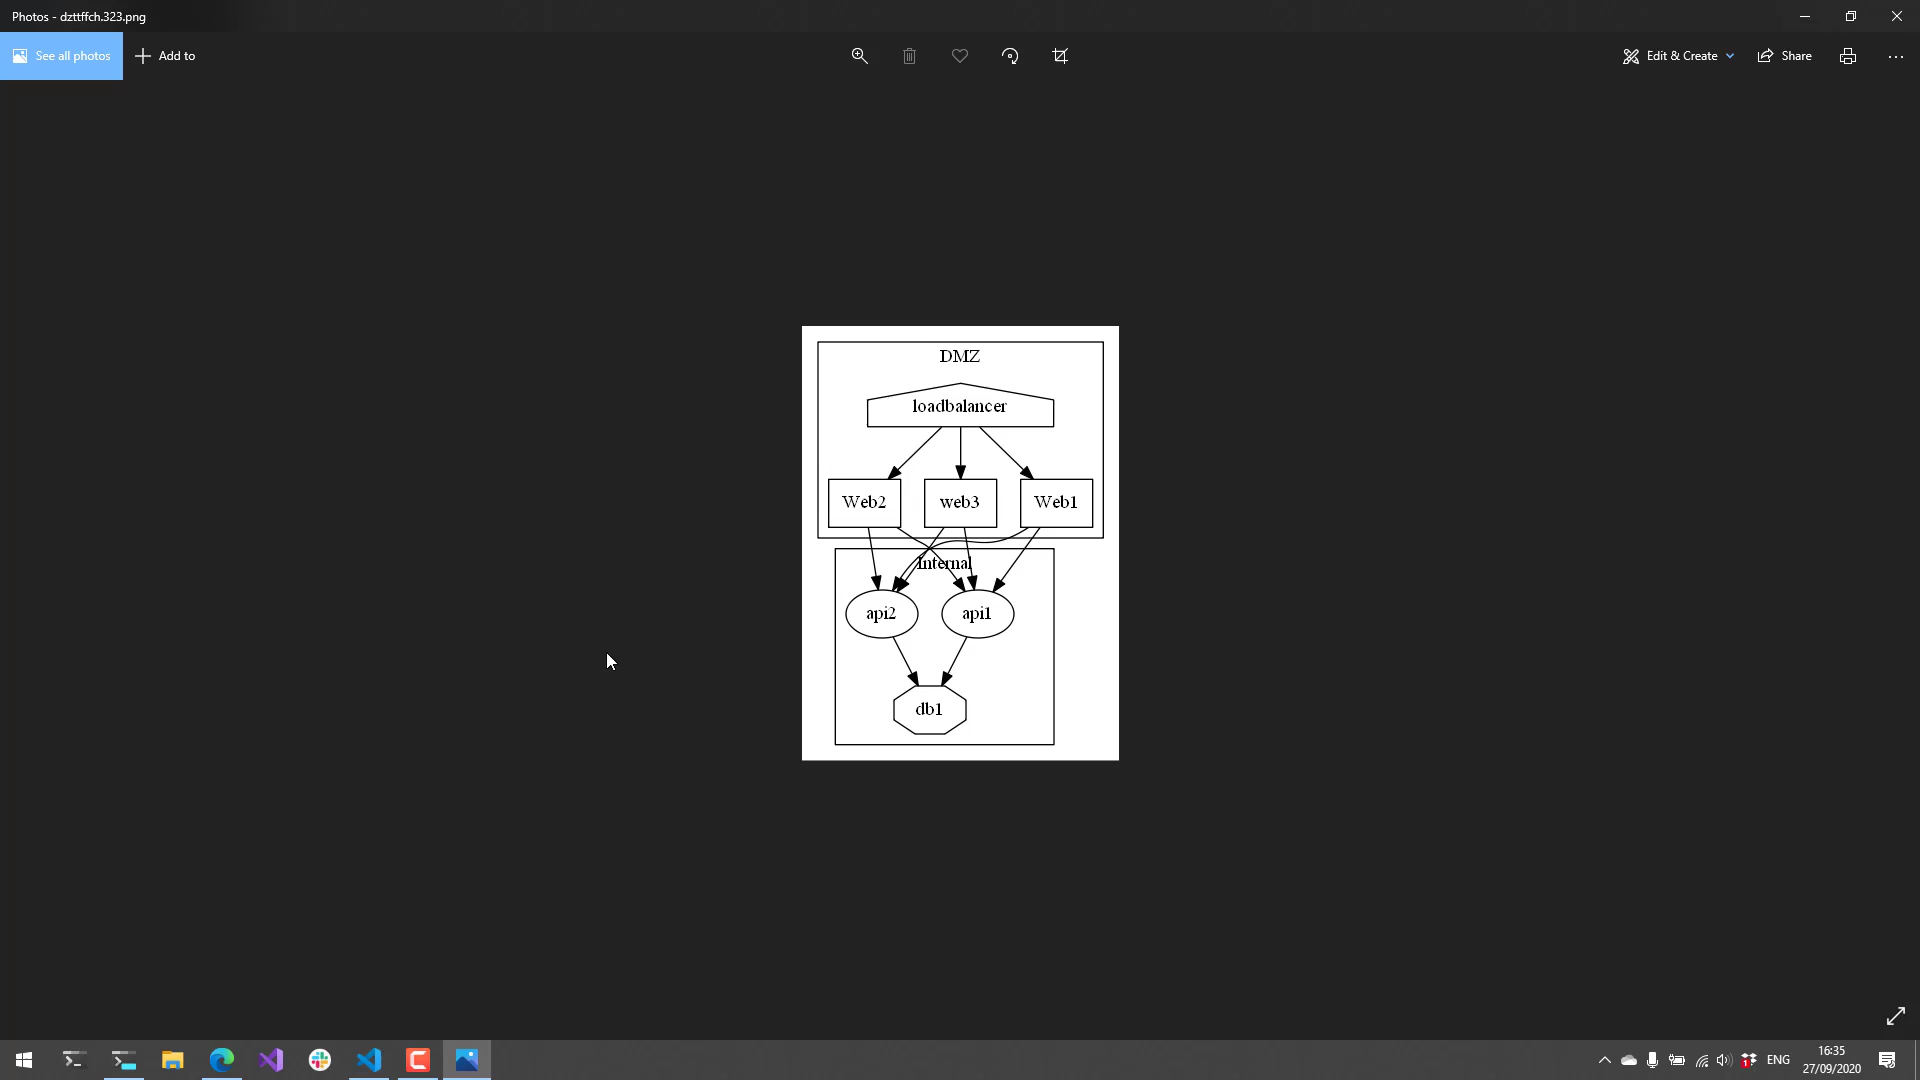 Photos - dzttffch.323.png
See all photos
Add to
Edit & Create
Share
DMZ
loadbalancer
Web2
web3
Web1
Internal
api2
api1
db1
ENG
16:35
27/09/2020